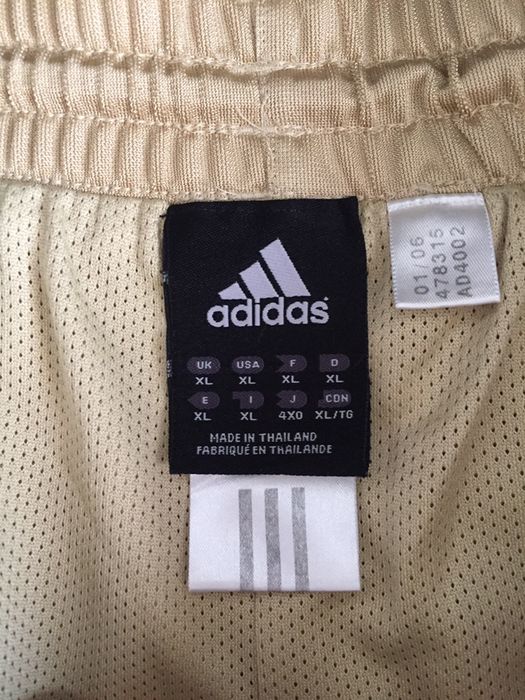 adidas
UK USA F D
XL XL XL XL
E I J CDN
XL XL 4XO XL/TG
MADE IN THAILAND
FABRIQUÉ EN THAILANDE
01/06
478315
AD4002